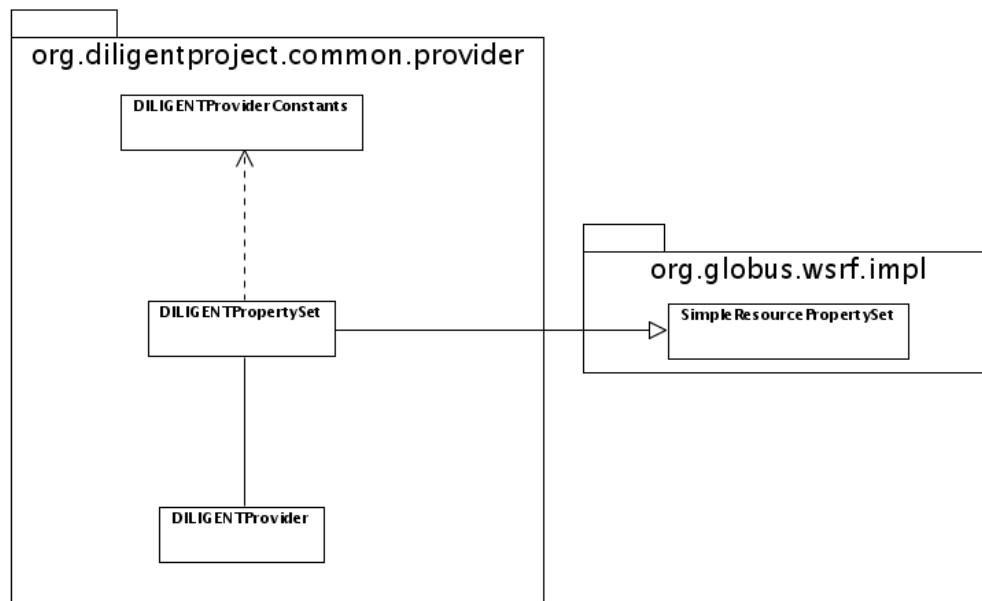 org.diligentproject.common.provider
DILIGENTProviderConstants
org.globus.wsrf.impl
DILIGENTPropertySet
SimpleResourcePropertySet
DILIGENTProvider